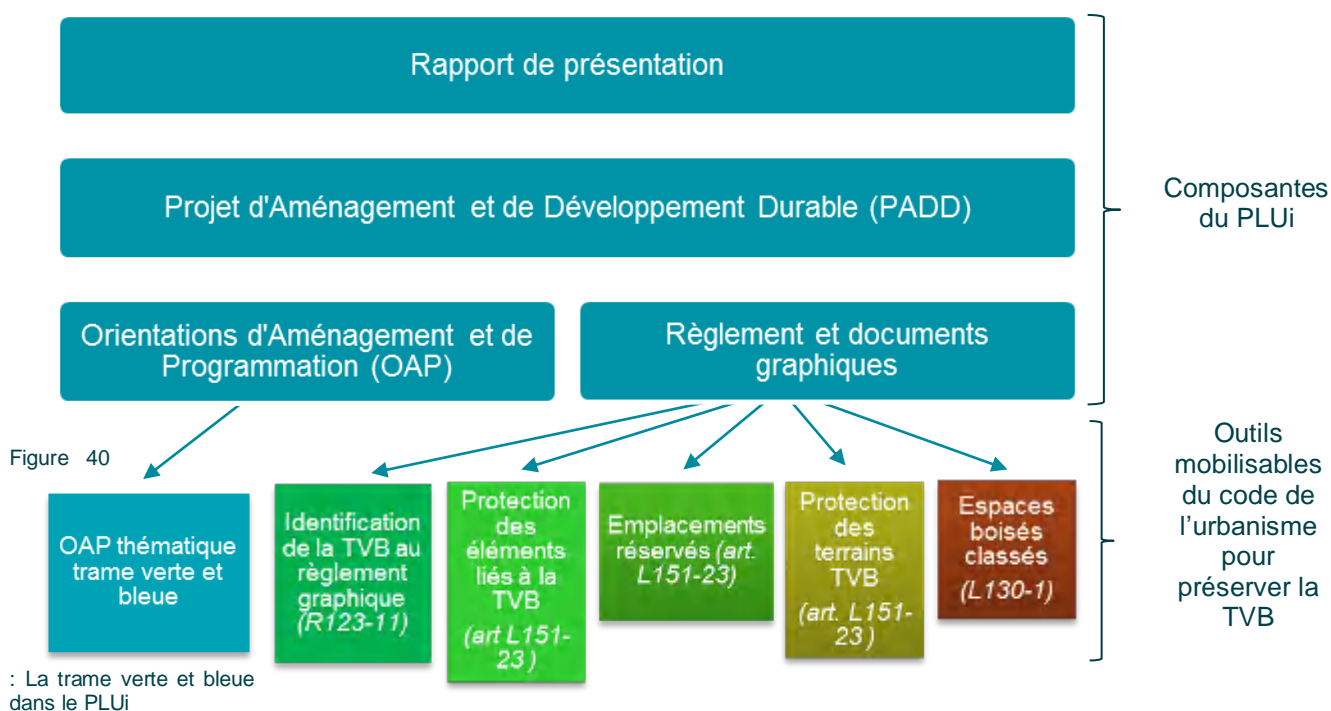 Rapport de présentation
Projet d'Aménagement et de Développement Durable (PADD)
Composantes
du PLUi
Orientations d'Aménagement et de
Programmation (OAP)
Règlement et documents
graphiques
Figure 40
OAP thématique
trame verte et
bleue
Identification
de la TVB au
règlement
graphique
(R123-11)
Protection
des
éléments
liés à la
TVB
(art L151-
23 )
Emplacements
réservés (art.
L151-23)
Protection
des
terrains
TVB
(art. L151-
23 )
Espaces
boisés
classés
(L130-1)
Outils
mobilisables
du code de
l'urbanisme
pour
préserver la
TVB
: La trame verte et bleue
dans le PLUi